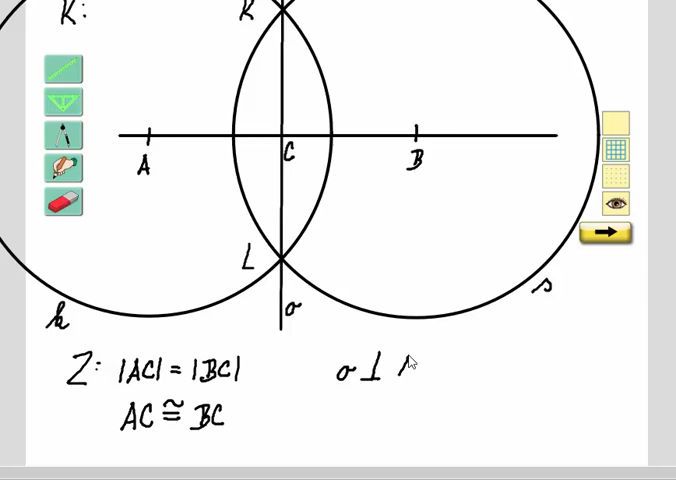 K:
K
A
C
B
L
o
k
s
Z: |AC| = |BC|
o ⊥
AC ≅ BC